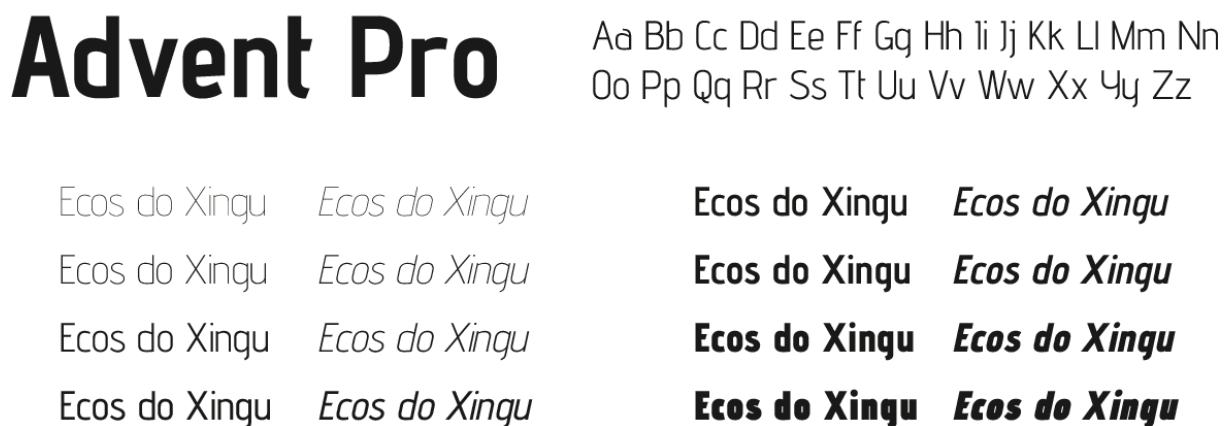 Advent Pro
Aa Bb Cc Dd Ee Ff Gg Hh Ii Jj Kk Ll Mm Nn
Oo Pp Qq Rr Ss Tt Uu Vv Ww Xx Yy Zz
Ecos do Xingu Ecos do Xingu
Ecos do Xingu Ecos do Xingu
Ecos do Xingu Ecos do Xingu
Ecos do Xingu Ecos do Xingu
Ecos do Xingu Ecos do Xingu
Ecos do Xingu Ecos do Xingu
Ecos do Xingu Ecos do Xingu
Ecos do Xingu Ecos do Xingu